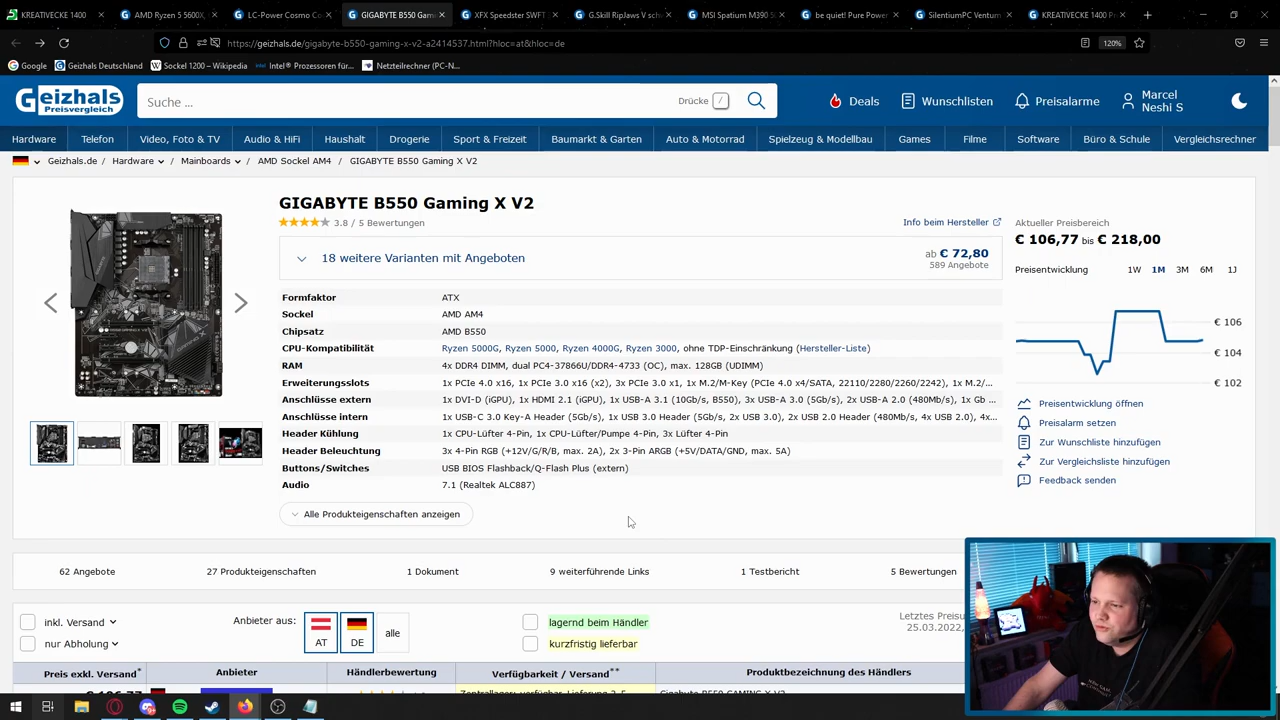 KREATIVECKE 1400
AMD Ryzen 5 5600X,
LC-Power Cosmo Co
GIGABYTE B550 Gam
XFX Speedster SWFT
G.Skill RipJaws V sch
MSI Spatium M390 50
be quiet! Pure Power
SilentiumPC Ventum
KREATIVECKE 1400 Pr
https://geizhals.de/gigabyte-b550-gaming-x-v2-a2414537.html?hloc=at&hloc=de
120%
Google
Geizhals Deutschland
Sockel 1200 – Wikipedia
Intel® Prozessoren für...
Netzteilrechner (PC-N...
Geizhals
Preisvergleich
Suche ...
Drücke /
Deals
Wunschlisten
Preisalarme
Marcel
Neshi S
Hardware
Telefon
Video, Foto & TV
Audio & HiFi
Haushalt
Drogerie
Sport & Freizeit
Baumarkt & Garten
Auto & Motorrad
Spielzeug & Modellbau
Games
Filme
Software
Büro & Schule
Vergleichsrechner
Geizhals.de / Hardware / Mainboards / AMD Sockel AM4 / GIGABYTE B550 Gaming X V2
GIGABYTE B550 Gaming X V2
3.8 / 5 Bewertungen
Info beim Hersteller
18 weitere Varianten mit Angeboten
ab € 72,80
589 Angebote
Formfaktor ATX
Sockel AMD AM4
Chipsatz AMD B550
CPU-Kompatibilität Ryzen 5000G, Ryzen 5000, Ryzen 4000G, Ryzen 3000, ohne TDP-Einschränkung (Hersteller-Liste)
RAM 4x DDR4 DIMM, dual PC4-37866U/DDR4-4733 (OC), max. 128GB (UDIMM)
Erweiterungsslots 1x PCIe 4.0 x16, 1x PCIe 3.0 x16 (x2), 3x PCIe 3.0 x1, 1x M.2/M-Key (PCIe 4.0 x4/SATA, 22110/2280/2260/2242), 1x M.2/...
Anschlüsse extern 1x DVI-D (iGPU), 1x HDMI 2.1 (iGPU), 1x USB-A 3.1 (10Gb/s, B550), 3x USB-A 3.0 (5Gb/s), 2x USB-A 2.0 (480Mb/s), 1x Gb ...
Anschlüsse intern 1x USB-C 3.0 Key-A Header (5Gb/s), 1x USB 3.0 Header (5Gb/s, 2x USB 3.0), 2x USB 2.0 Header (480Mb/s, 4x USB 2.0), 4x...
Header Kühlung 1x CPU-Lüfter 4-Pin, 1x CPU-Lüfter/Pumpe 4-Pin, 3x Lüfter 4-Pin
Header Beleuchtung 3x 4-Pin RGB (+12V/G/R/B, max. 2A), 2x 3-Pin ARGB (+5V/DATA/GND, max. 5A)
Buttons/Switches USB BIOS Flashback/Q-Flash Plus (extern)
Audio 7.1 (Realtek ALC887)
Alle Produkteigenschaften anzeigen
Aktueller Preisbereich
€ 106,77 bis € 218,00
Preisentwicklung 1W 1M 3M 6M 1J
€ 106
€ 104
€ 102
Preisentwicklung öffnen
Preisalarm setzen
Zur Wunschliste hinzufügen
Zur Vergleichsliste hinzufügen
Feedback senden
62 Angebote
27 Produkteigenschaften
1 Dokument
9 weiterführende Links
1 Testbericht
5 Bewertungen
inkl. Versand
nur Abholung
Anbieter aus:
AT
DE
alle
lagernd beim Händler
kurzfristig lieferbar
Letztes Preisu
25.03.2022,
Preis exkl. Versand*
Anbieter
Händlerbewertung
Verfügbarkeit / Versand**
Produktbezeichnung des Händlers